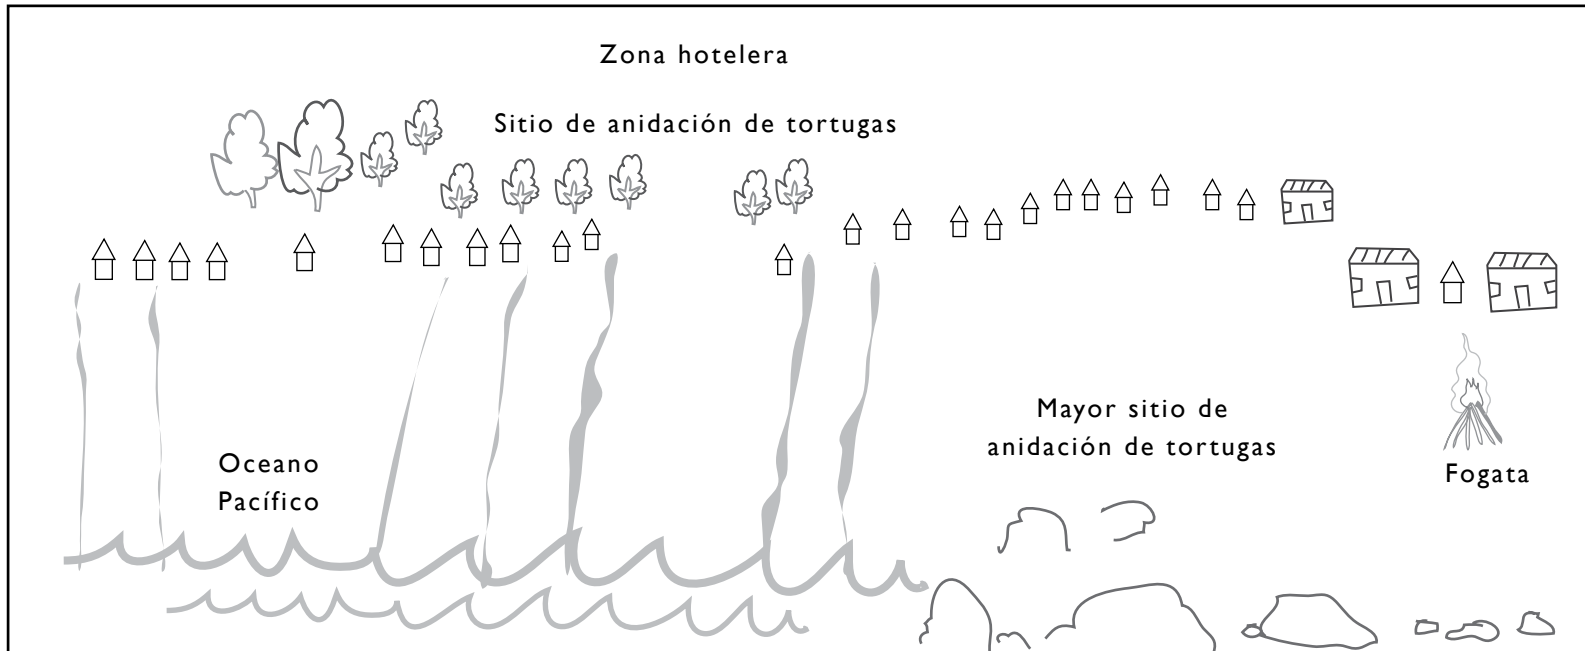 Zona hotelera
Sitio de anidación de tortugas
Mayor sitio de
anidación de tortugas
Oceano
Pacífico
Fogata